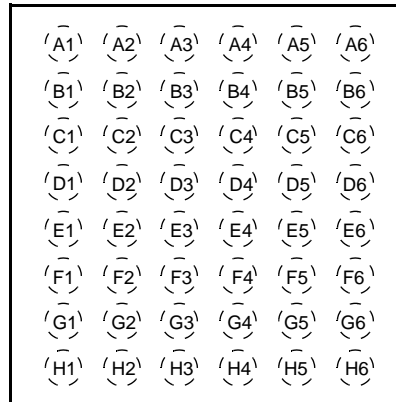 A1 A2 A3 A4 A5 A6
B1 B2 B3 B4 B5 B6
C1 C2 C3 C4 C5 C6
D1 D2 D3 D4 D5 D6
E1 E2 E3 E4 E5 E6
F1 F2 F3 F4 F5 F6
G1 G2 G3 G4 G5 G6
H1 H2 H3 H4 H5 H6